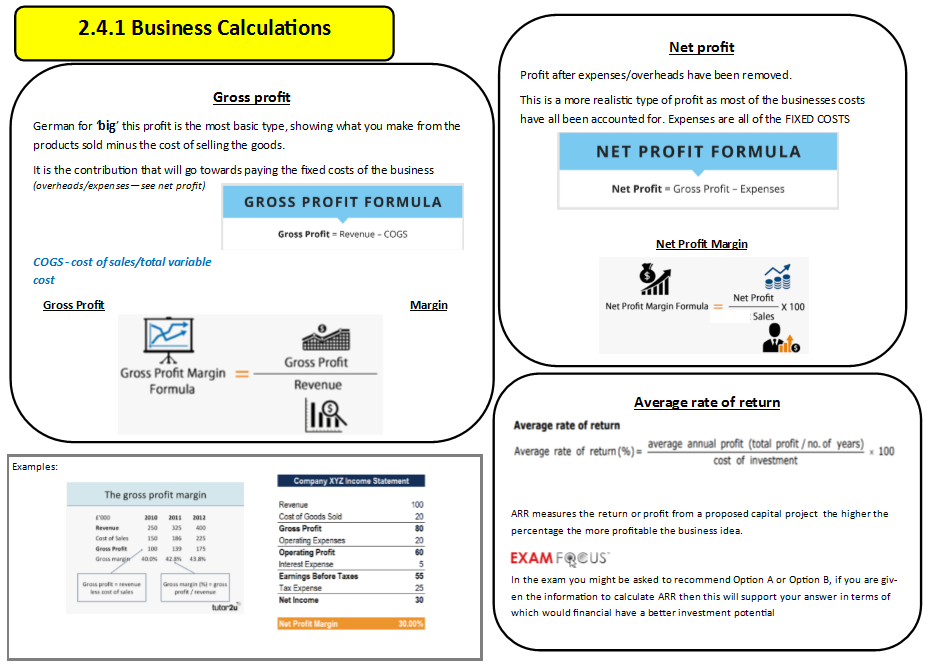 2.4.1 Business Calculations
Gross profit
German for ‘big’ this profit is the most basic type, showing what you make from the
products sold minus the cost of selling the goods.
It is the contribution that will go towards paying the fixed costs of the business
(overheads/expenses—see net profit)
GROSS PROFIT FORMULA
Gross Profit = Revenue – COGS
COGS - cost of sales/total variable
cost
Gross Profit Margin
Gross Profit Margin
Formula
=
Gross Profit
Revenue
Net profit
Profit after expenses/overheads have been removed.
This is a more realistic type of profit as most of the businesses costs
have all been accounted for. Expenses are all of the FIXED COSTS
NET PROFIT FORMULA
Net Profit = Gross Profit – Expenses
Net Profit Margin
Net Profit Margin Formula =
Net Profit
Sales
X 100
Average rate of return
Average rate of return
Average rate of return (%) =
average annual profit (total profit / no. of years)
cost of investment
× 100
ARR measures the return or profit from a proposed capital project the higher the
percentage the more profitable the business idea.
EXAM FOCUS
In the exam you might be asked to recommend Option A or Option B, if you are giv-
en the information to calculate ARR then this will support your answer in terms of
which would financial have a better investment potential
Examples:
The gross profit margin
£'000 2010 2011 2012
Revenue 250 325 400
Cost of Sales 150 186 225
Gross Profit 100 139 175
Gross margin 40.0% 42.8% 43.8%
Gross profit = revenue
less cost of sales
Gross margin (%) = gross
profit / revenue
tutor2u
Company XYZ Income Statement
Revenue 100
Cost of Goods Sold 20
Gross Profit 80
Operating Expenses 20
Operating Profit 60
Interest Expense 5
Earnings Before Taxes 55
Tax Expense 25
Net Income 30
Net Profit Margin 30.00%